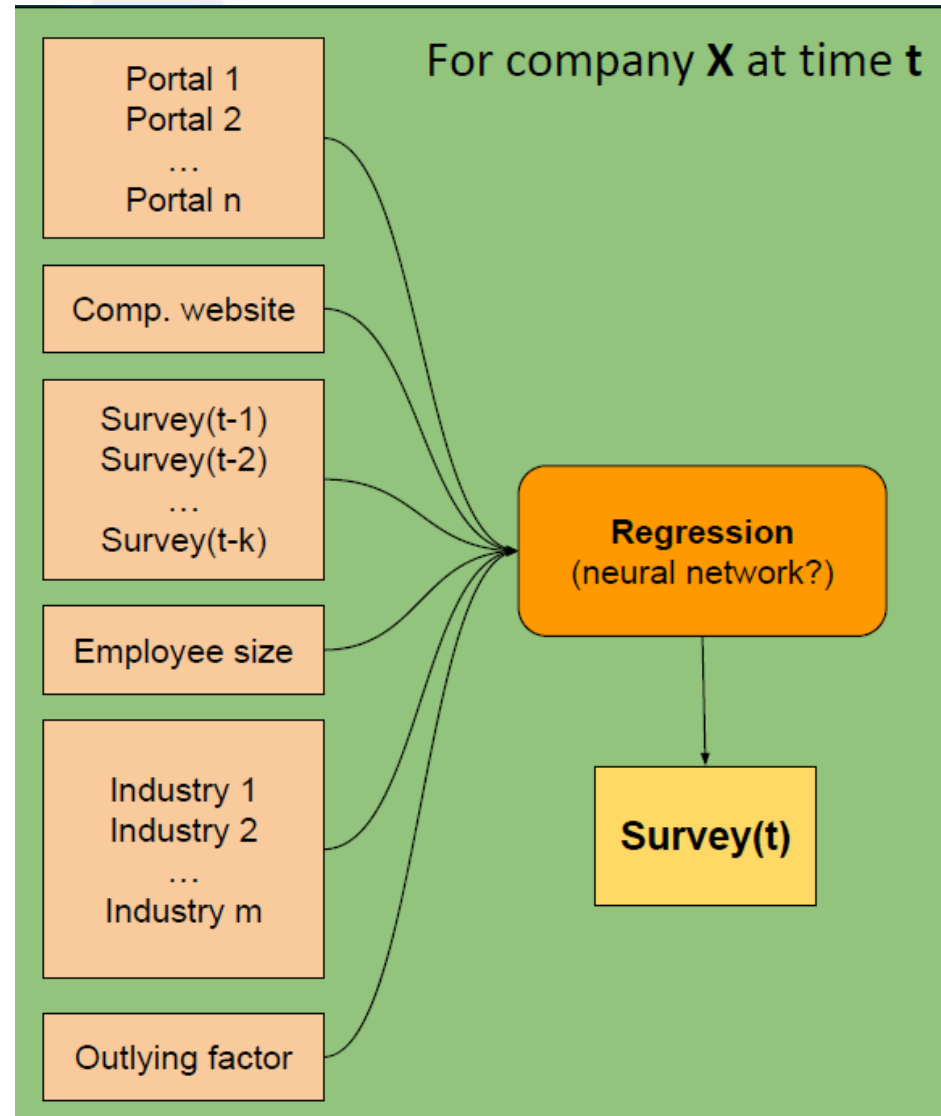 For company X at time t
Portal 1
Portal 2
…
Portal n
Comp. website
Survey(t-1)
Survey(t-2)
…
Survey(t-k)
Employee size
Industry 1
Industry 2
…
Industry m
Outlying factor
Regression
(neural network?)
Survey(t)